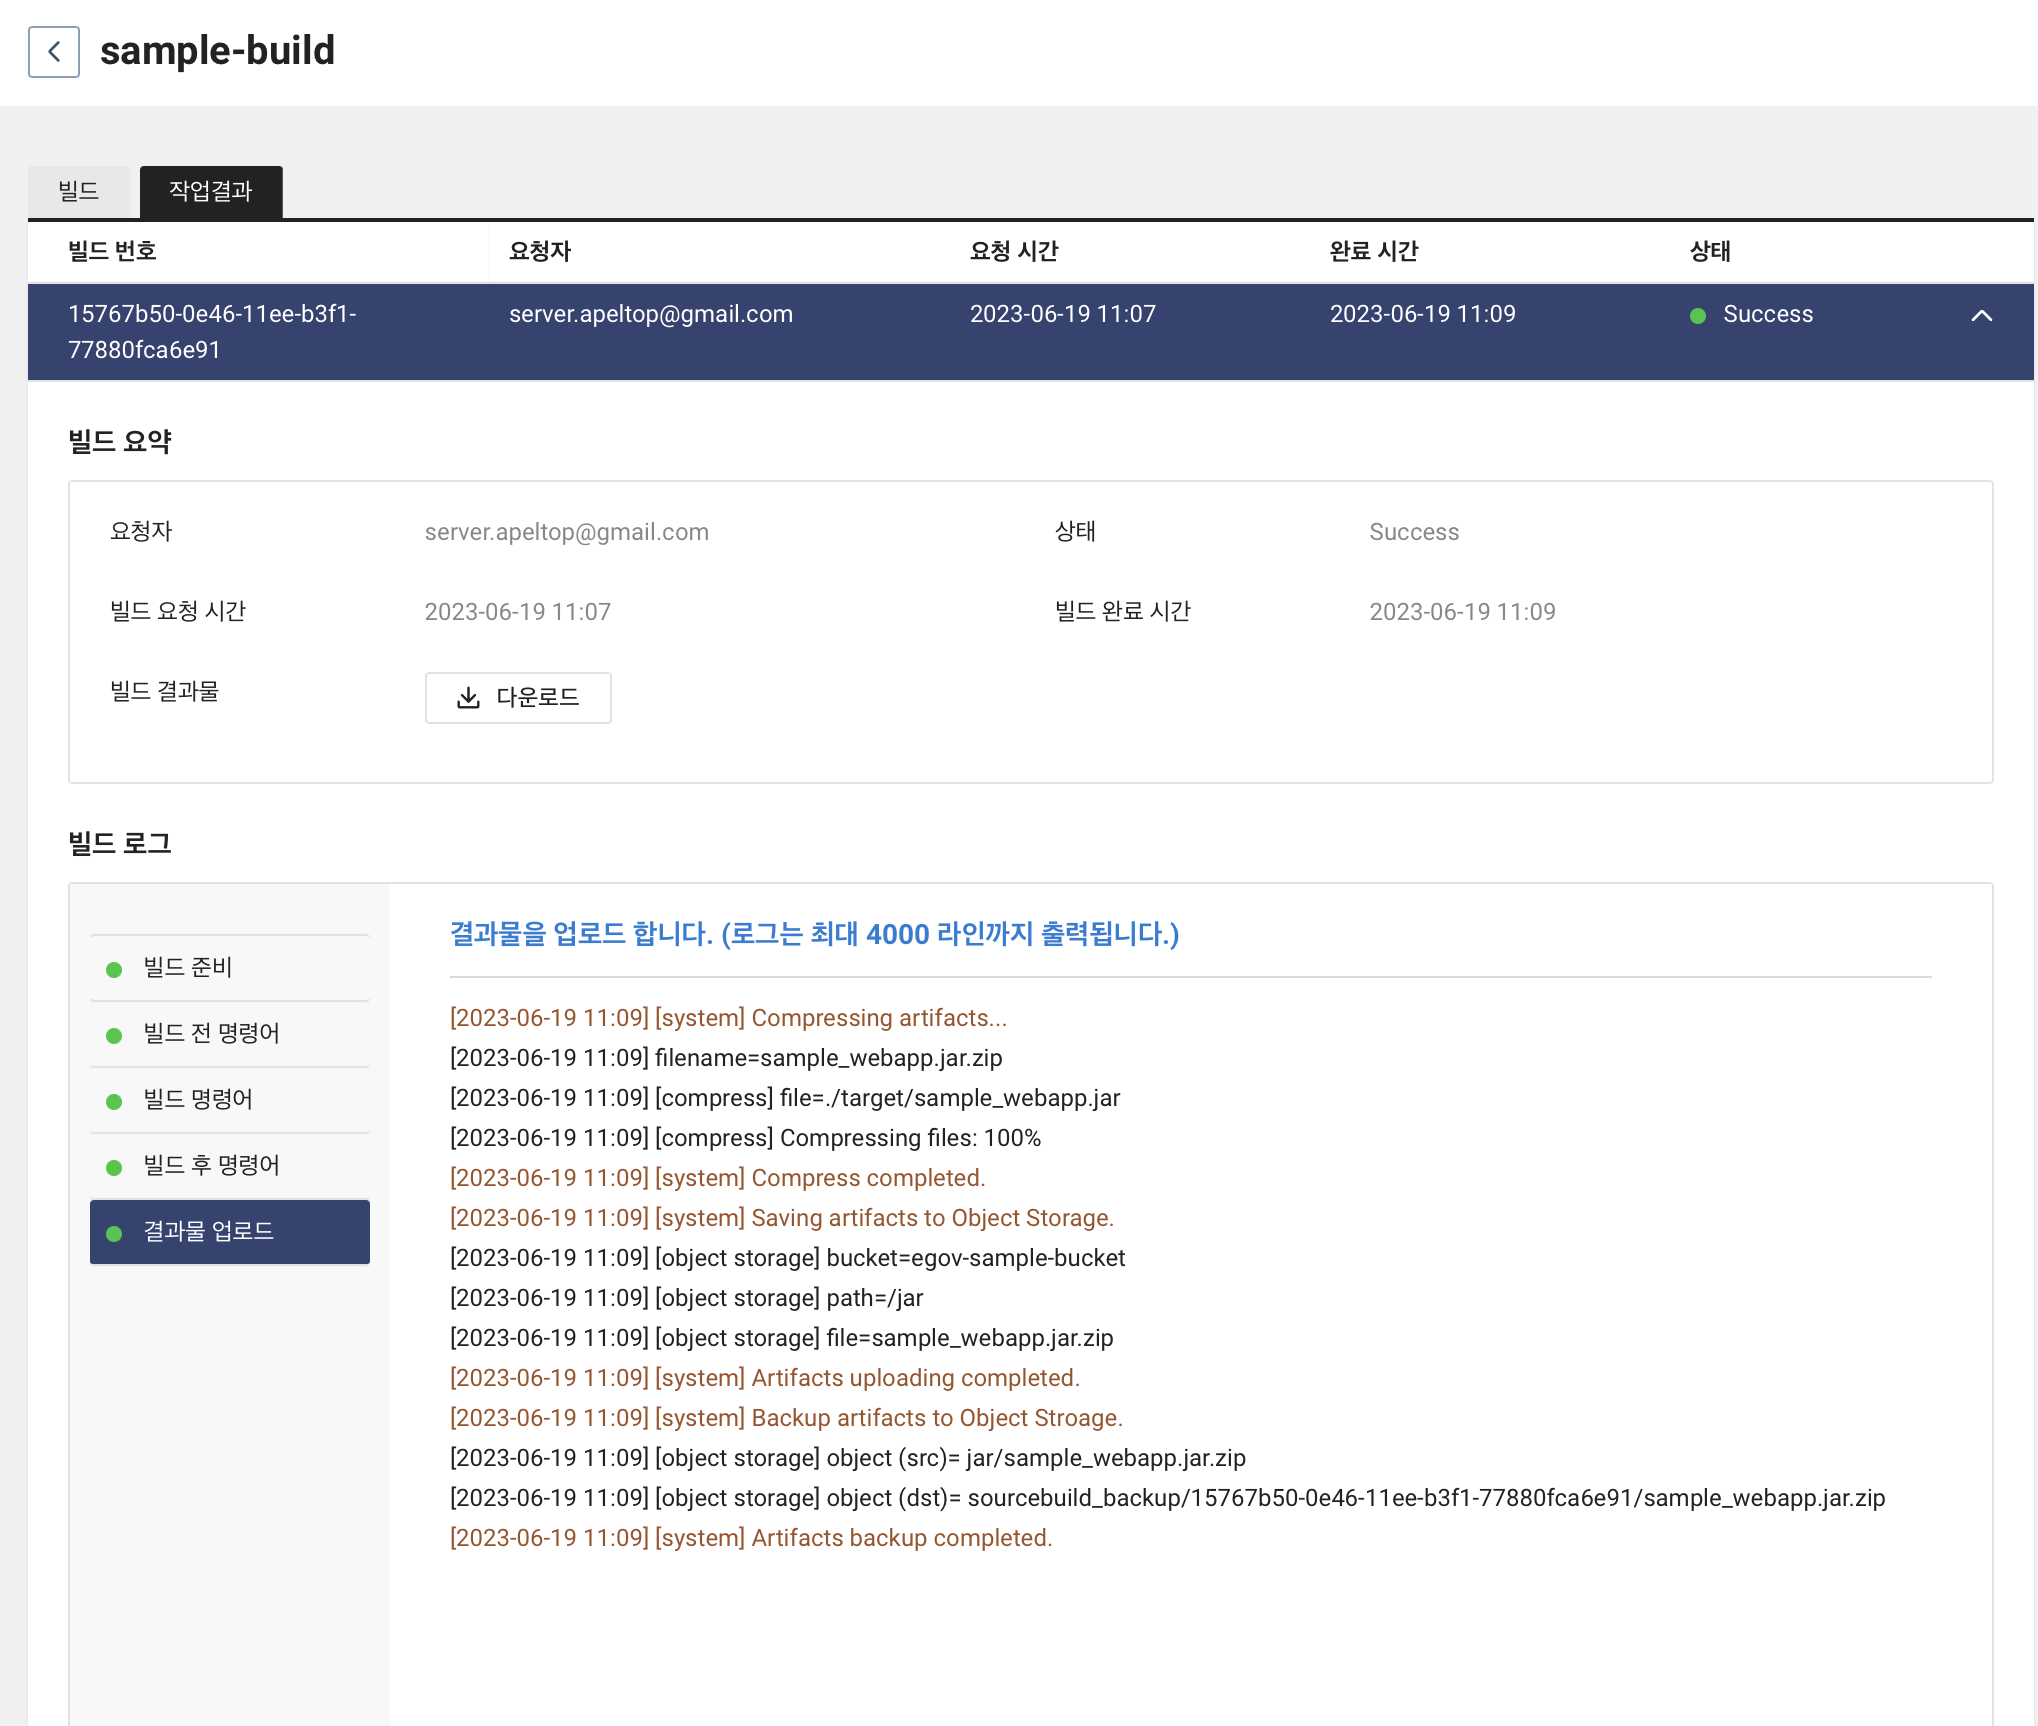 sample-build
빌드
작업결과
빌드 번호 요청자 요청 시간 완료 시간 상태
15767b50-0e46-11ee-b3f1- server.apeltop@gmail.com 2023-06-19 11:07 2023-06-19 11:09 Success
77880fca6e91
빌드 요약
요청자 server.apeltop@gmail.com 상태 Success
빌드 요청 시간 2023-06-19 11:07 빌드 완료 시간 2023-06-19 11:09
빌드 결과물 다운로드
빌드 로그
빌드 준비
빌드 전 명령어
빌드 명령어
빌드 후 명령어
결과물 업로드
결과물을 업로드 합니다. (로그는 최대 4000 라인까지 출력됩니다.)
[2023-06-19 11:09] [system] Compressing artifacts...
[2023-06-19 11:09] filename=sample_webapp.jar.zip
[2023-06-19 11:09] [compress] file=./target/sample_webapp.jar
[2023-06-19 11:09] [compress] Compressing files: 100%
[2023-06-19 11:09] [system] Compress completed.
[2023-06-19 11:09] [system] Saving artifacts to Object Storage.
[2023-06-19 11:09] [object storage] bucket=egov-sample-bucket
[2023-06-19 11:09] [object storage] path=/jar
[2023-06-19 11:09] [object storage] file=sample_webapp.jar.zip
[2023-06-19 11:09] [system] Artifacts uploading completed.
[2023-06-19 11:09] [system] Backup artifacts to Object Stroage.
[2023-06-19 11:09] [object storage] object (src)= jar/sample_webapp.jar.zip
[2023-06-19 11:09] [object storage] object (dst)= sourcebuild_backup/15767b50-0e46-11ee-b3f1-77880fca6e91/sample_webapp.jar.zip
[2023-06-19 11:09] [system] Artifacts backup completed.